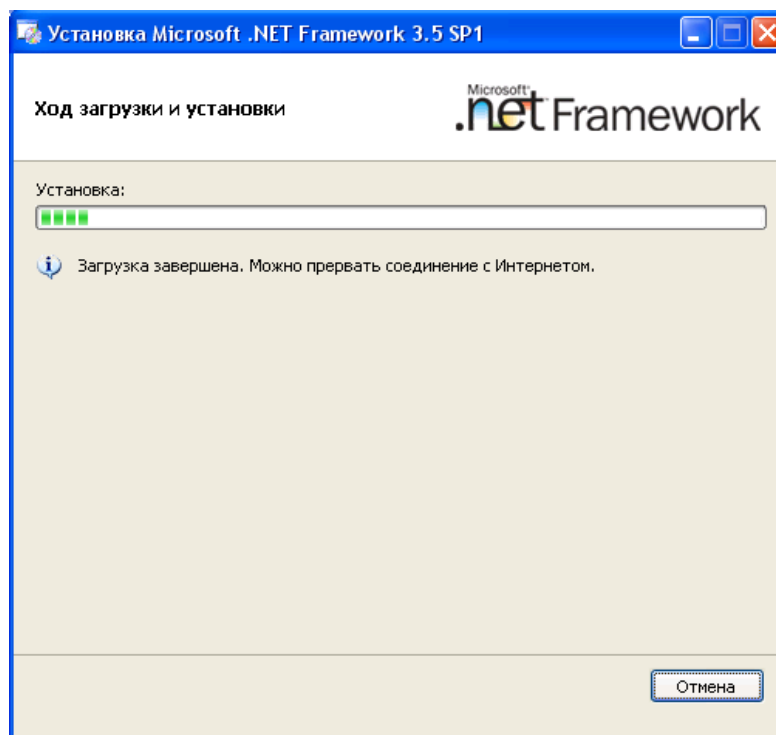 Установка Microsoft .NET Framework 3.5 SP1
Ход загрузки и установки
Microsoft
.net Framework
Установка:
Загрузка завершена. Можно прервать соединение с Интернетом.
Отмена